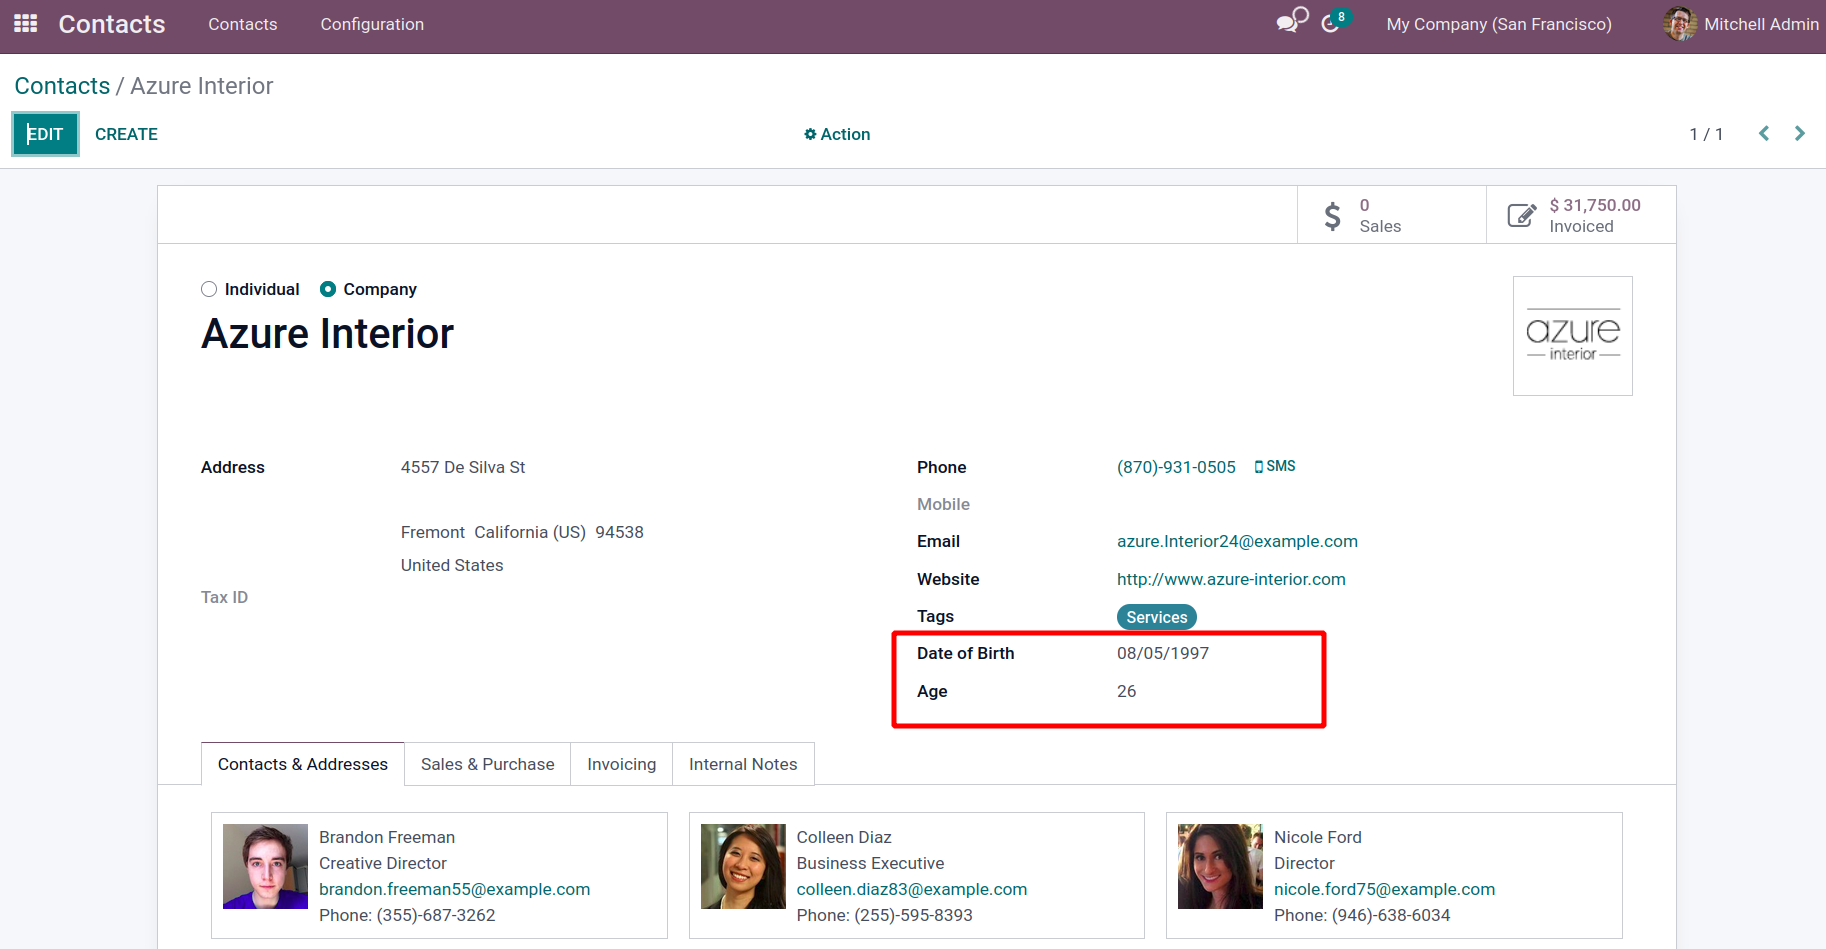 Contacts Contacts Configuration 8 My Company (San Francisco) Mitchell Admin
Contacts / Azure Interior
EDIT CREATE Action 1 / 1
0 Sales
$ 31,750.00 Invoiced
Individual Company
Azure Interior
azure
interior
Address 4557 De Silva St
Fremont California (US) 94538
United States
Tax ID
Phone (870)-931-0505 SMS
Mobile
Email azure.Interior24@example.com
Website http://www.azure-interior.com
Tags Services
Date of Birth 08/05/1997
Age 26
Contacts & Addresses Sales & Purchase Invoicing Internal Notes
Brandon Freeman
Creative Director
brandon.freeman55@example.com
Phone: (355)-687-3262
Colleen Diaz
Business Executive
colleen.diaz83@example.com
Phone: (255)-595-8393
Nicole Ford
Director
nicole.ford75@example.com
Phone: (946)-638-6034